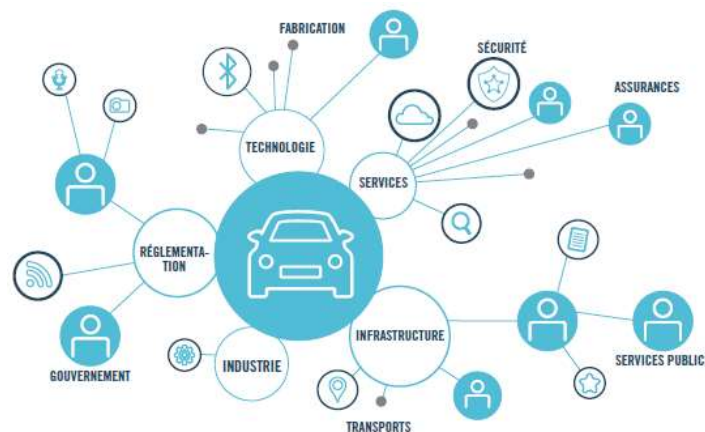 FABRICATION
SÉCURITÉ
ASSURANCES
TECHNOLOGIE
SERVICES
RÉGLEMENTA-
TION
INFRASTRUCTURE
INDUSTRIE
GOUVERNEMENT
SERVICES PUBLIC
TRANSPORTS